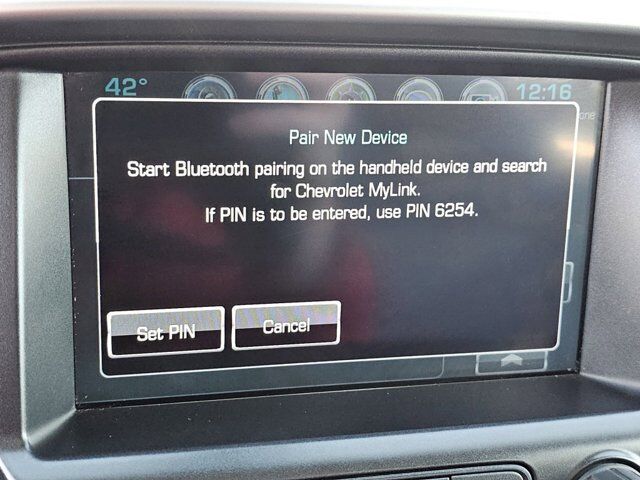 42° 12:16
one
Pair New Device
Start Bluetooth pairing on the handheld device and search
for Chevrolet MyLink.
If PIN is to be entered, use PIN 6254.
Set PIN Cancel